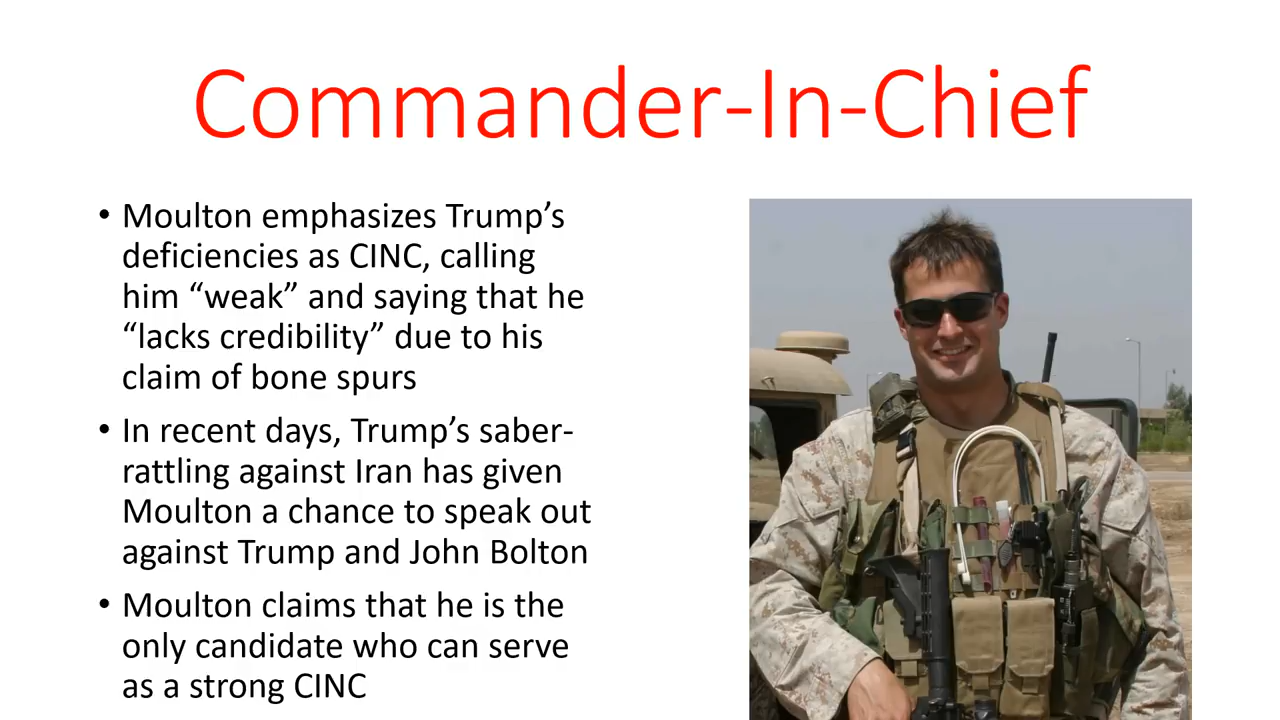 Commander-In-Chief
• Moulton emphasizes Trump’s
deficiencies as CINC, calling
him “weak” and saying that he
“lacks credibility” due to his
claim of bone spurs
• In recent days, Trump’s saber-
rattling against Iran has given
Moulton a chance to speak out
against Trump and John Bolton
• Moulton claims that he is the
only candidate who can serve
as a strong CINC